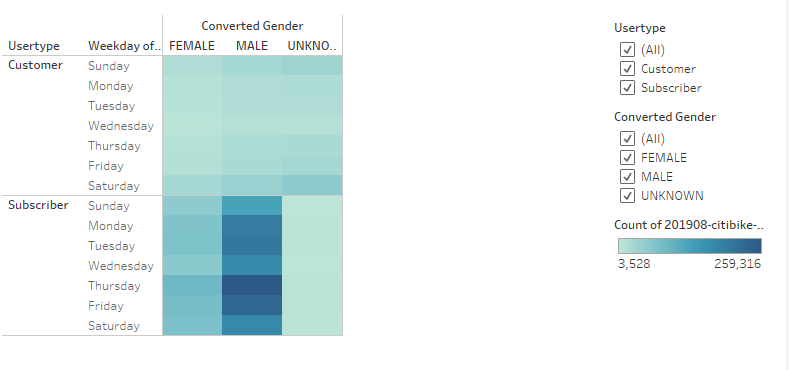 Converted Gender
Usertype Weekday of.. FEMALE MALE UNKNO..
Customer Sunday
Monday
Tuesday
Wednesday
Thursday
Friday
Saturday
Subscriber Sunday
Monday
Tuesday
Wednesday
Thursday
Friday
Saturday
Usertype
(All)
Customer
Subscriber
Converted Gender
(All)
FEMALE
MALE
UNKNOWN
Count of 201908-citibike-..
3,528 259,316